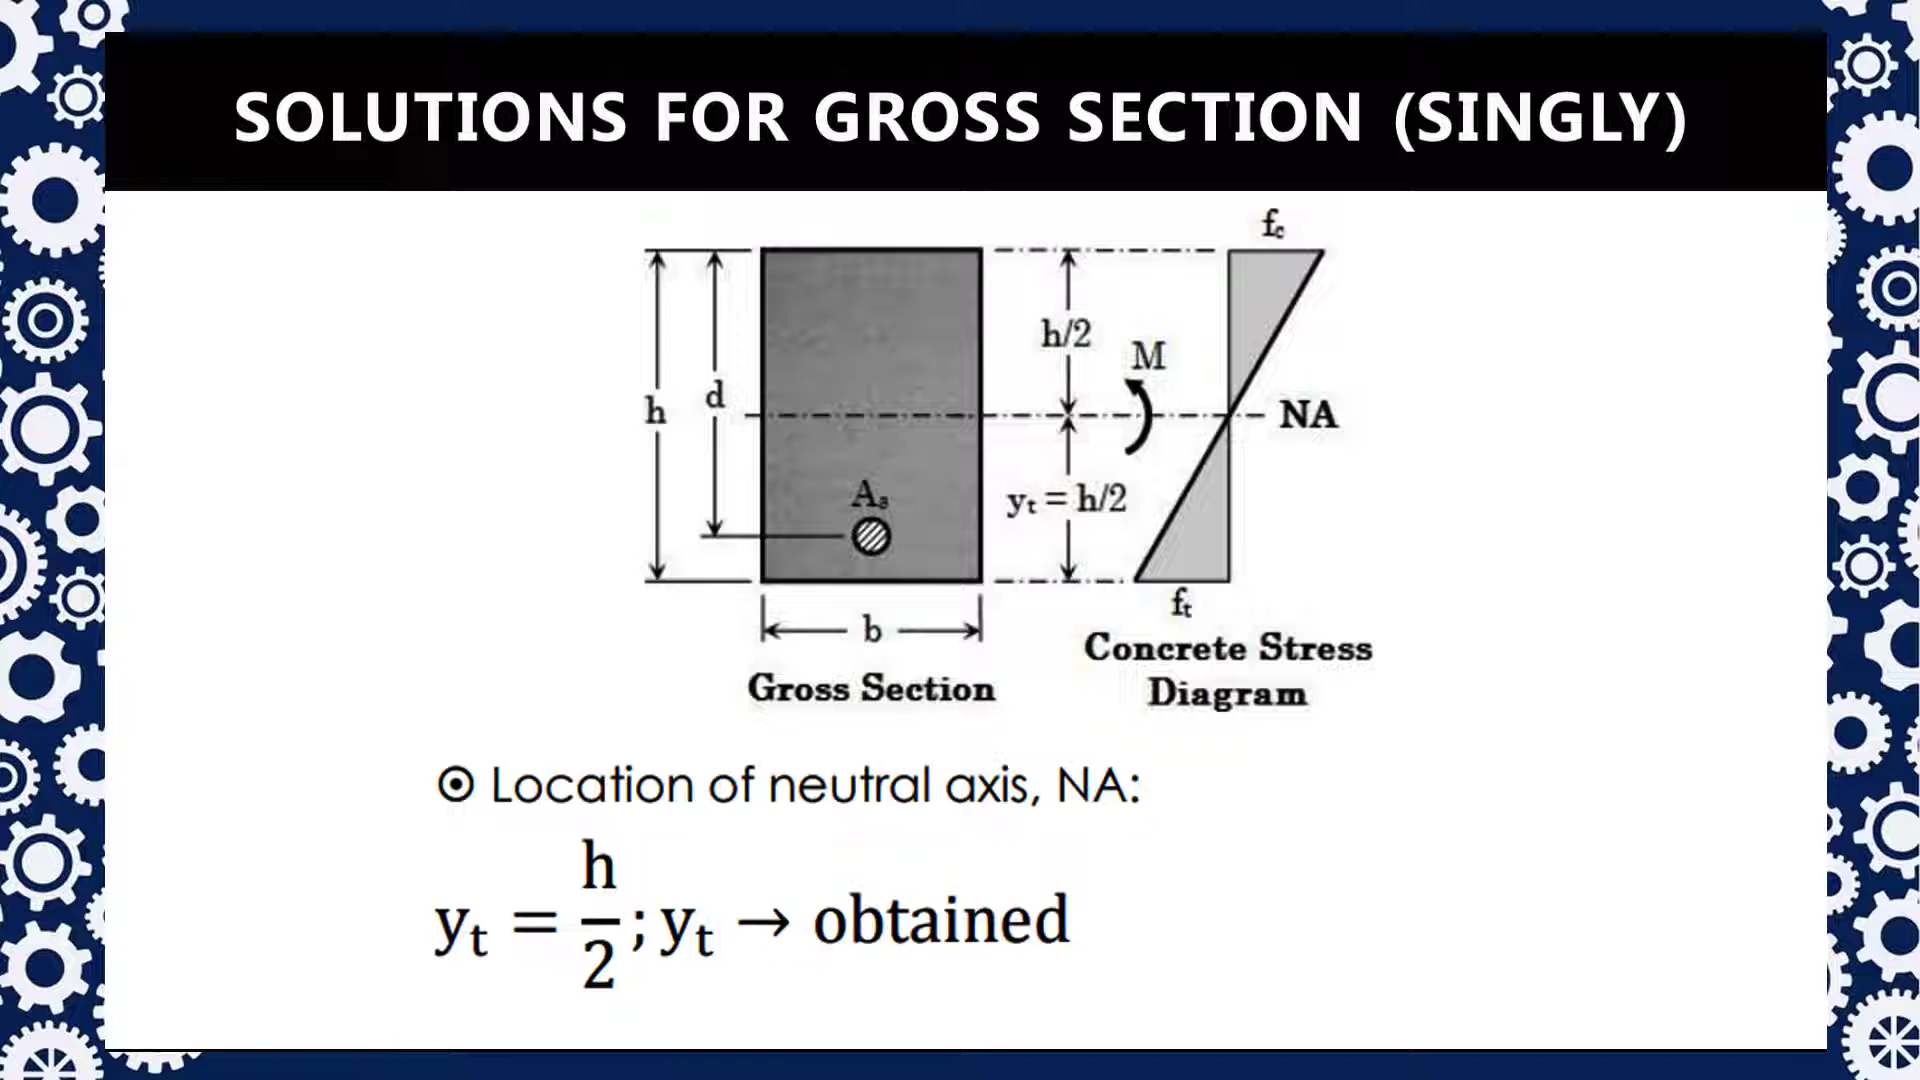 SOLUTIONS FOR GROSS SECTION (SINGLY)
fc
h/2
M
h
d
NA
As
yt = h/2
ft
b
Concrete Stress
Diagram
Gross Section
⦿ Location of neutral axis, NA:
yt = h/2 ; yt → obtained